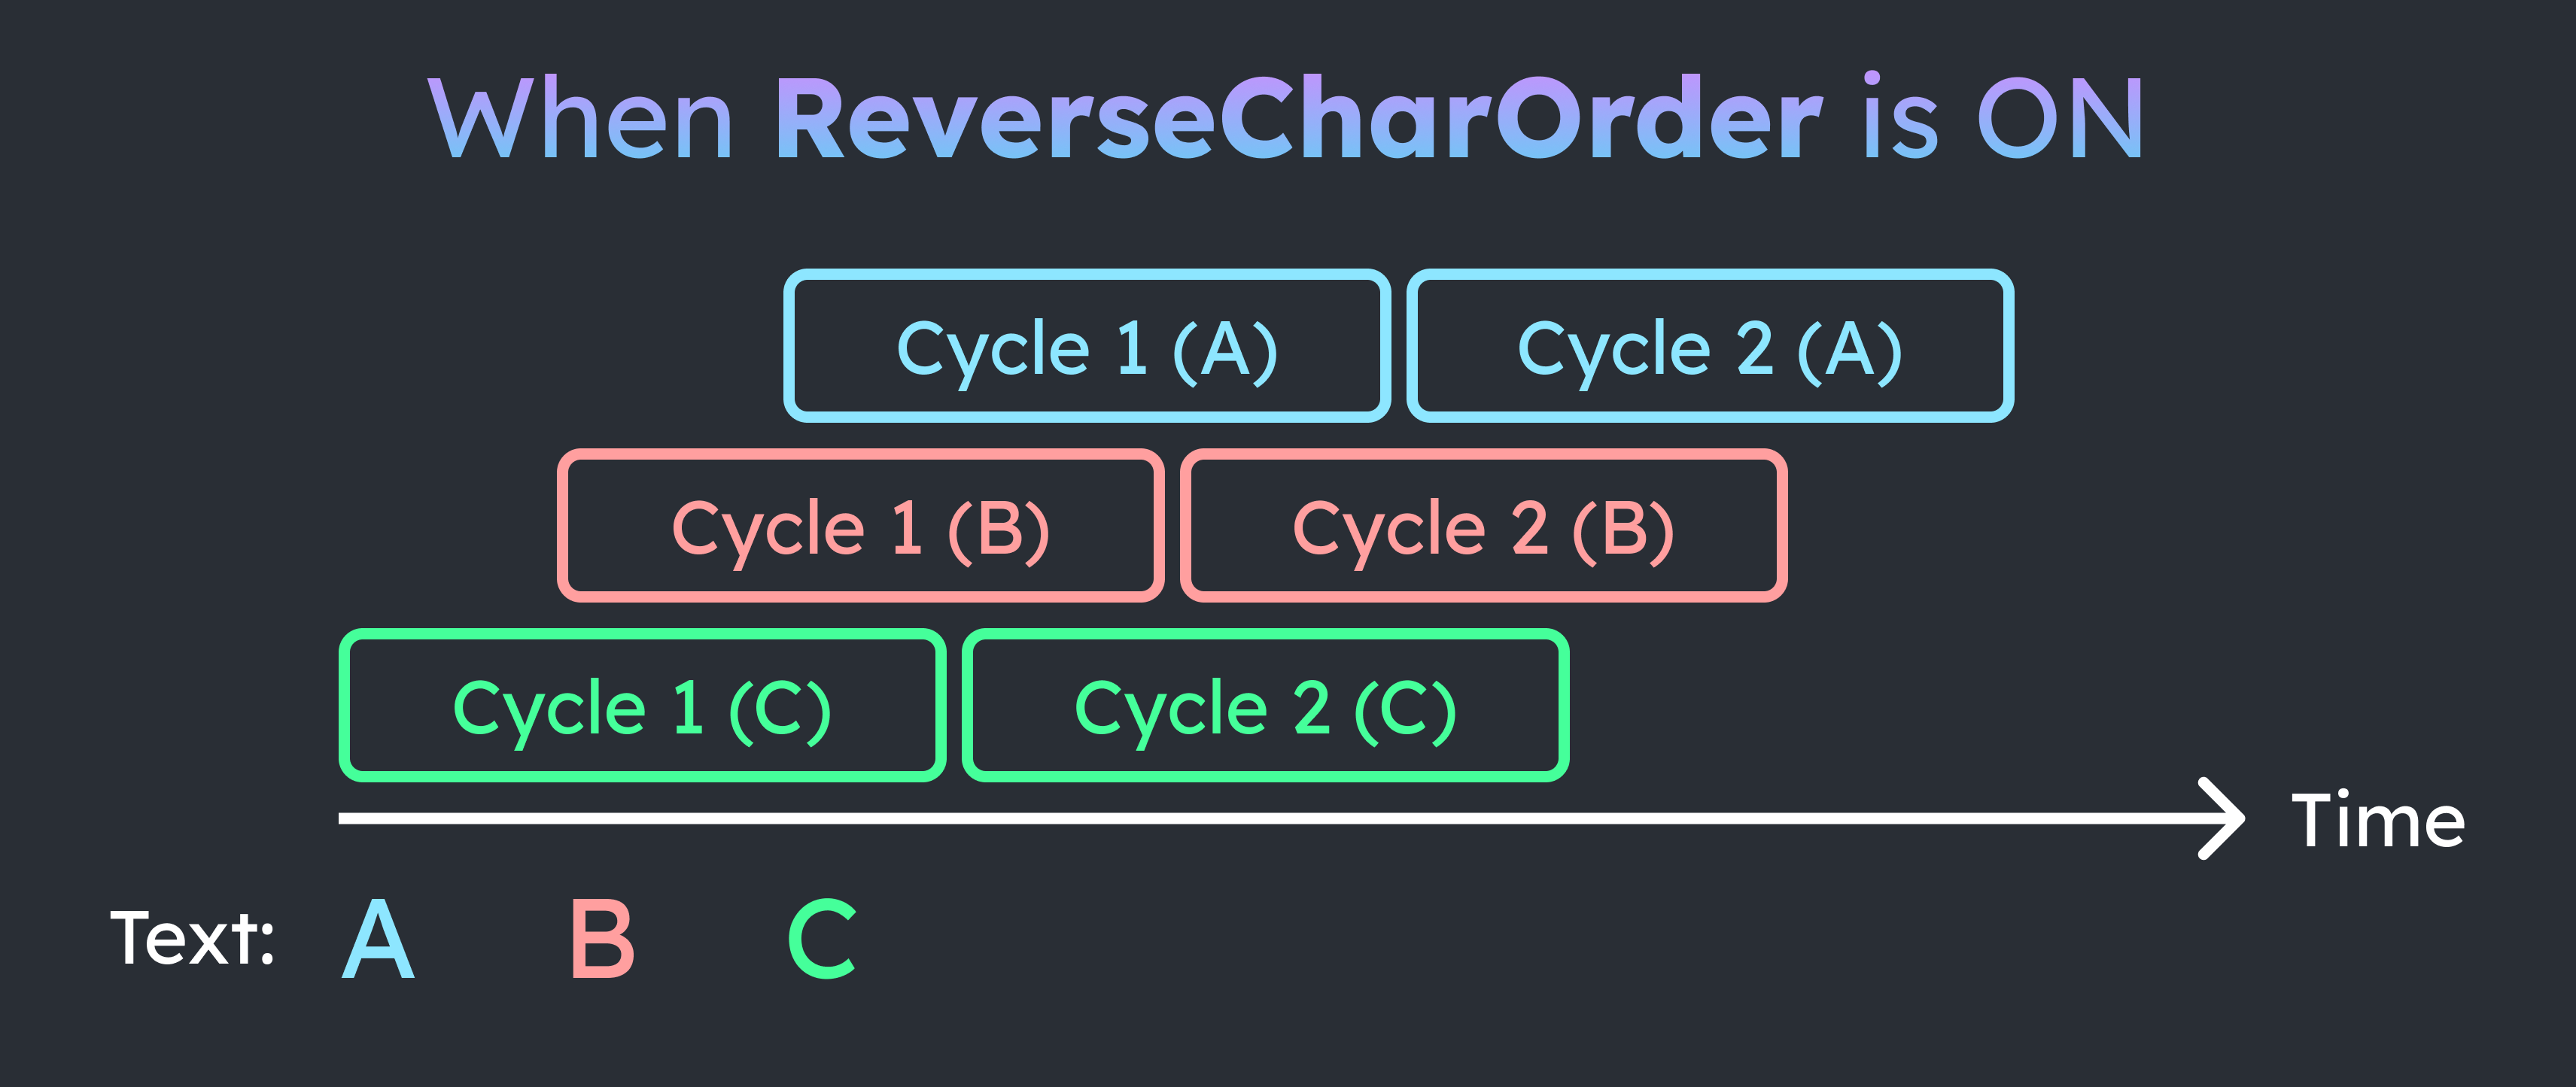 When ReverseCharOrder is ON
Cycle 1 (A) Cycle 2 (A)
Cycle 1 (B) Cycle 2 (B)
Cycle 1 (C) Cycle 2 (C)
Time
Text: A B C